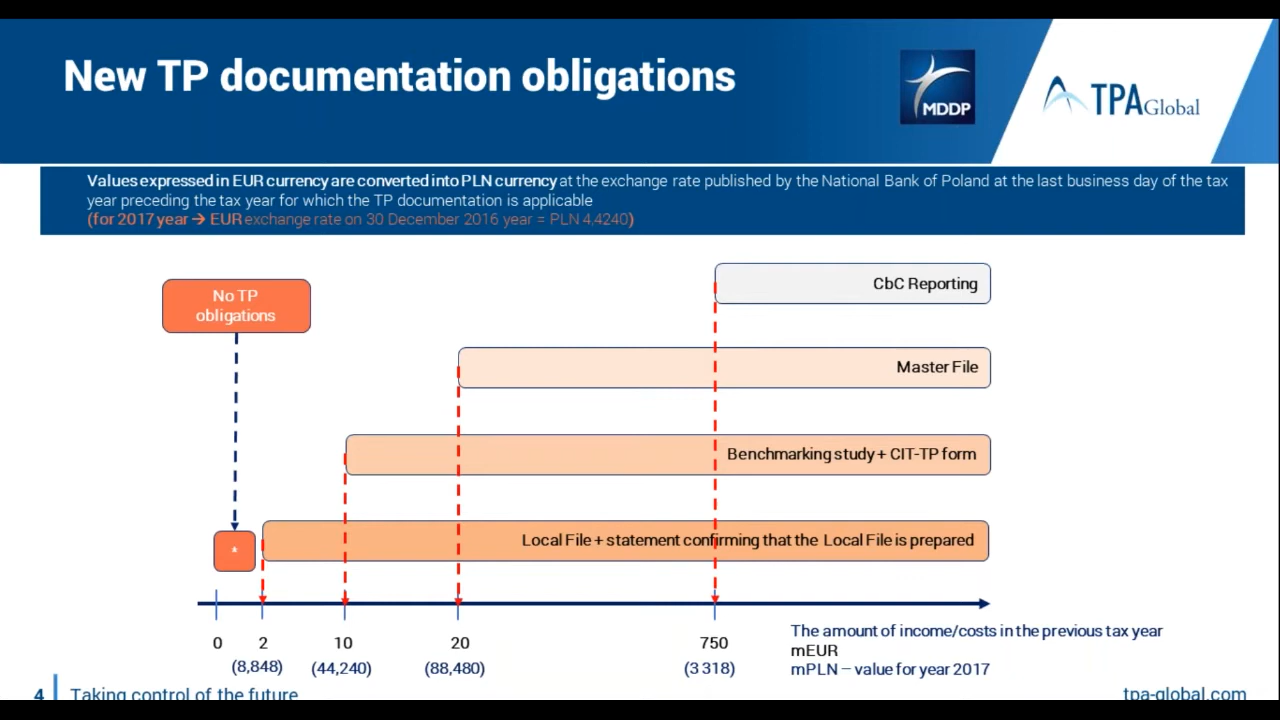 New TP documentation obligations
MDDP
TPA Global
Values expressed in EUR currency are converted into PLN currency at the exchange rate published by the National Bank of Poland at the last business day of the tax
year preceding the tax year for which the TP documentation is applicable
(for 2017 year → EUR exchange rate on 30 December 2016 year = PLN 4,4240)
CbC Reporting
No TP
obligations
Master File
Benchmarking study + CIT-TP form
Local File + statement confirming that the Local File is prepared
*
0 2 10 20 750
(8,848) (44,240) (88,480) (3 318)
The amount of income/costs in the previous tax year
mEUR
mPLN – value for year 2017
4 Taking control of the future
tpa-global.com